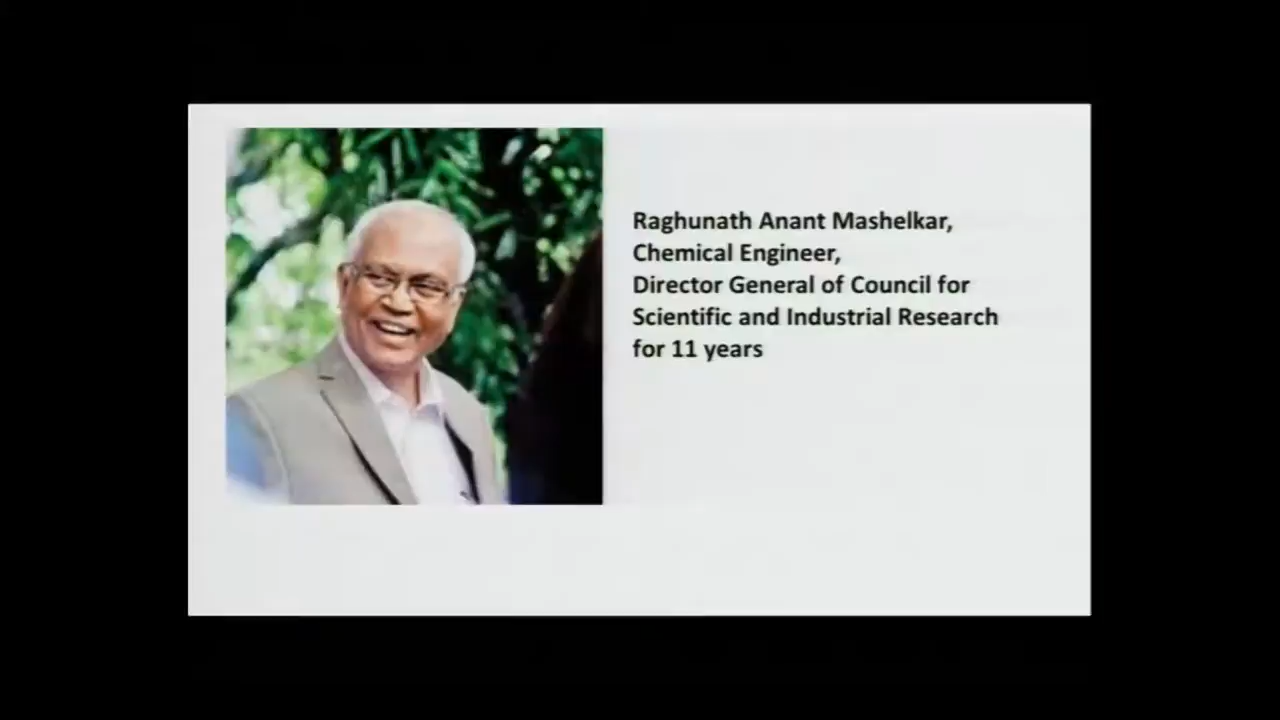 Raghunath Anant Mashelkar,
Chemical Engineer,
Director General of Council for
Scientific and Industrial Research
for 11 years